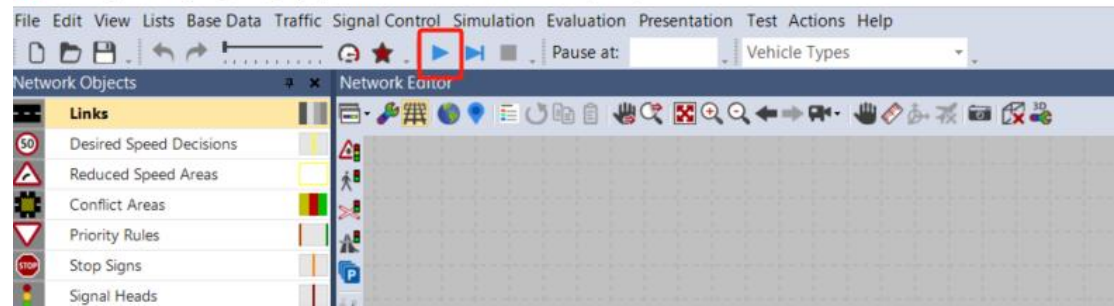 File Edit View Lists Base Data Traffic Signal Control Simulation Evaluation Presentation Test Actions Help
Pause at: Vehicle Types
Network Objects Network Editor
Links
50 Desired Speed Decisions
Reduced Speed Areas
Conflict Areas
Priority Rules
STOP Stop Signs
Signal Heads
3D
P